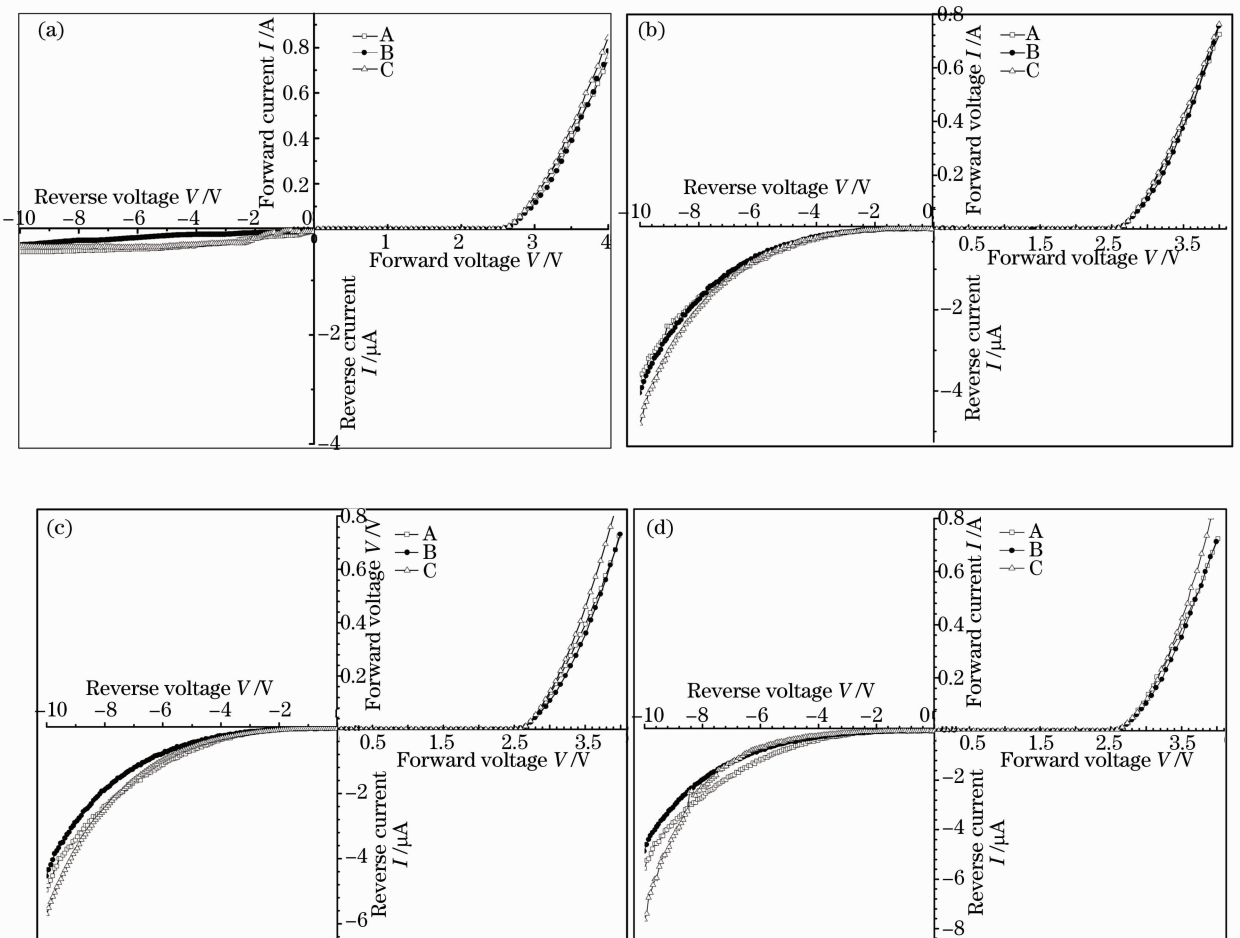 (a)
Forward current I /A
0.8
0.6
0.4
0.2
A
B
C
Reverse voltage V /V
−10 −8 −6 −4 −2 0
0 1 2 3 4
Forward voltage V /V
Reverse crurrent
I /μA
−2
−4
(b)
Forward voltage I /A
0.8
0.6
0.4
0.2
A
B
C
Reverse voltage V /V
−10 −8 −6 −4 −2 0
0.5 1.5 2.5 3.5
Forward voltage V /V
Reverse current
I /μA
−2
−4
(c)
Forward voltage V /V
0.8
0.6
0.4
0.2
A
B
C
Reverse voltage V /V
−10 −8 −6 −4 −2
0.5 1.5 2.5 3.5
Forward voltage V /V
Reverse current
I /μA
−2
−4
−6
(d)
Forward current I /A
0.8
0.6
0.4
0.2
A
B
C
Reverse voltage V /V
−10 −8 −6 −4 −2 0
0.5 1.5 2.5 3.5
Forward voltage V /V
Reverse current
I /μA
−2
−4
−6
−8